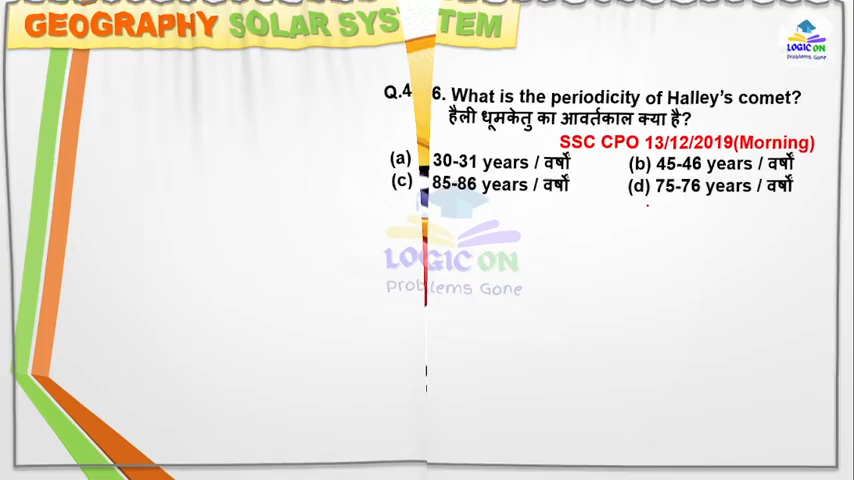 GEOGRAPHY SOLAR SYSTEM
LOGIC ON
Problems Gone
Q.46. What is the periodicity of Halley's comet?
हैली धूमकेतु का आवर्तकाल क्या है?
SSC CPO 13/12/2019(Morning)
(a) 30-31 years / वर्षों (b) 45-46 years / वर्षों
(c) 85-86 years / वर्षों (d) 75-76 years / वर्षों
LOGIC ON
Problems Gone